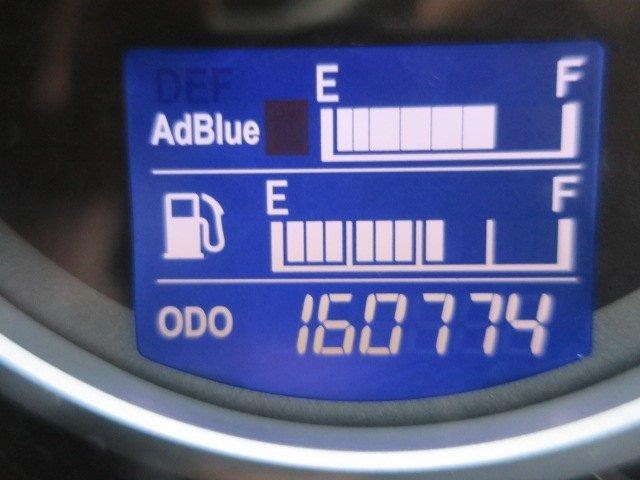 DEF
E F
AdBlue
E F
ODO 160774